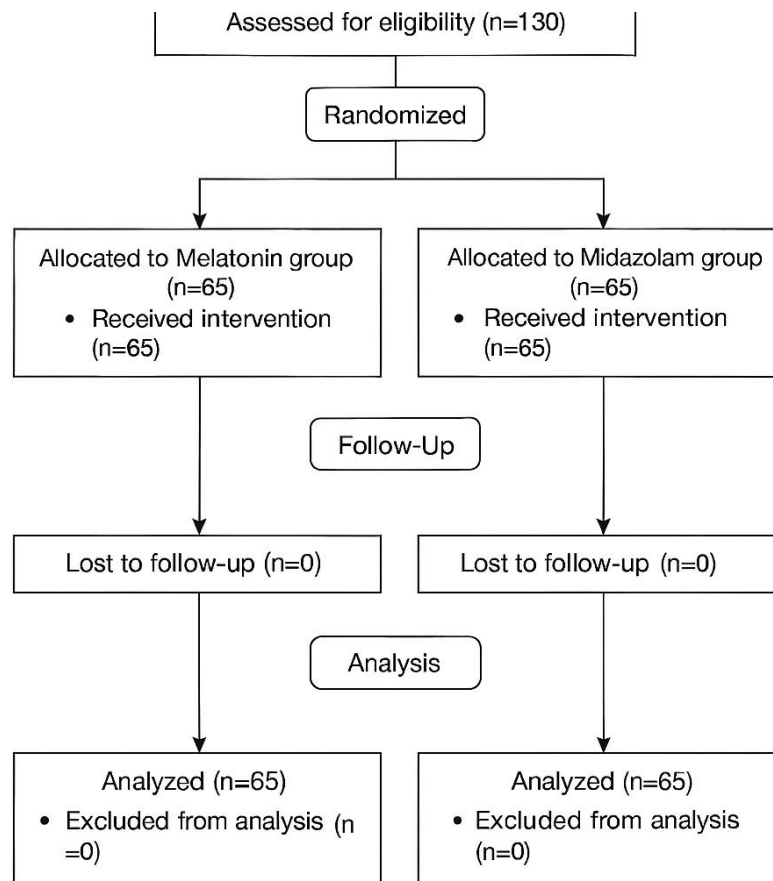 Assessed for eligibility (n=130)
Randomized
Allocated to Melatonin group
(n=65)
• Received intervention
(n=65)
Allocated to Midazolam group
(n=65)
• Received intervention
(n=65)
Follow-Up
Lost to follow-up (n=0)
Lost to follow-up (n=0)
Analysis
Analyzed (n=65)
• Excluded from analysis (n
=0)
Analyzed (n=65)
• Excluded from analysis
(n=0)